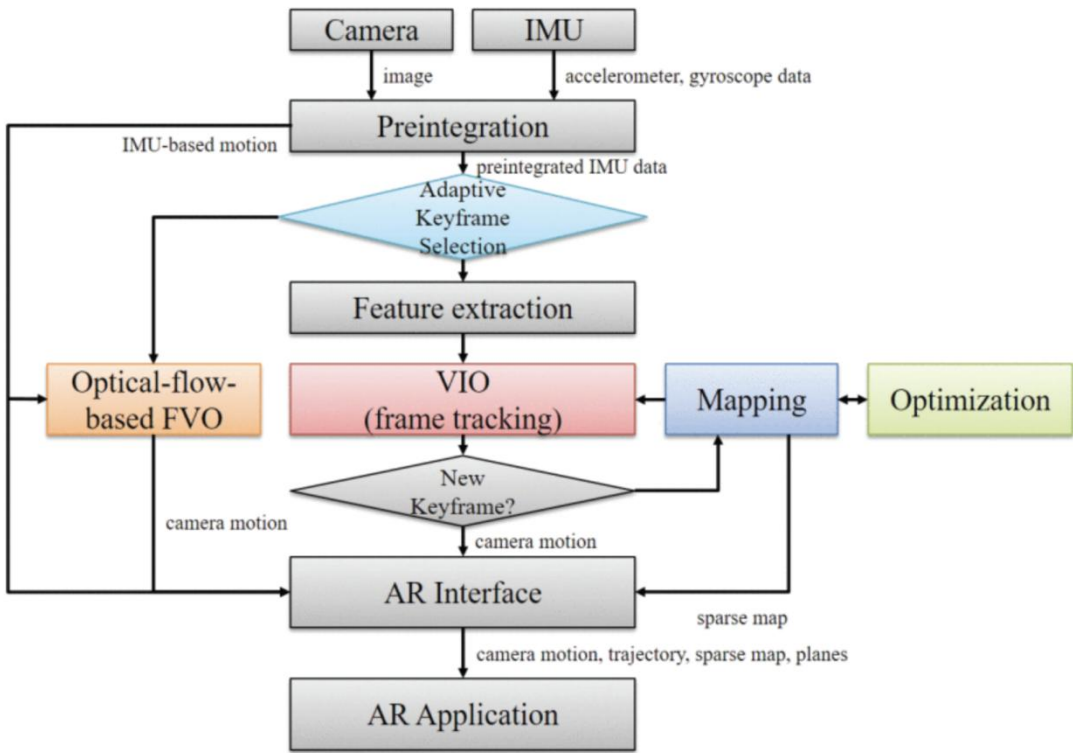 Camera
IMU
image
accelerometer, gyroscope data
Preintegration
IMU-based motion
preintegrated IMU data
Adaptive
Keyframe
Selection
Feature extraction
Optical-flow-
based FVO
VIO
(frame tracking)
Mapping
Optimization
New
Keyframe?
camera motion
camera motion
AR Interface
sparse map
camera motion, trajectory, sparse map, planes
AR Application